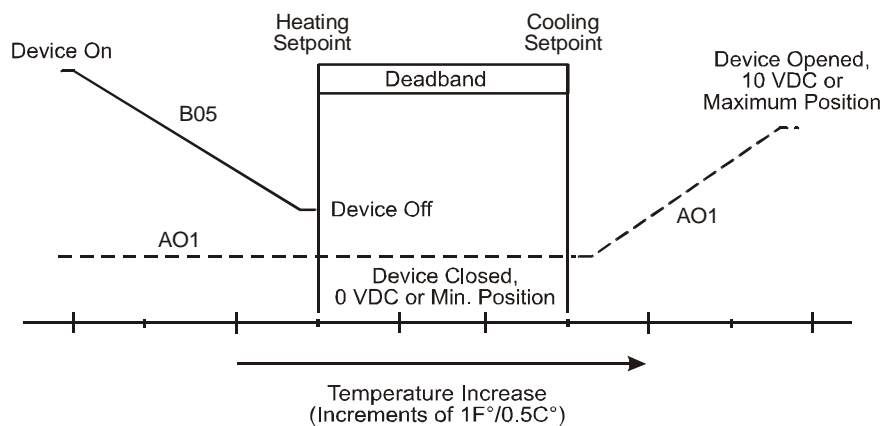 Heating
Setpoint
Cooling
Setpoint
Device On
Device Opened,
10 VDC or
Maximum Position
Deadband
B05
Device Off
AO1
AO1
Device Closed,
0 VDC or Min. Position
Temperature Increase
(Increments of 1F°/0.5C°)